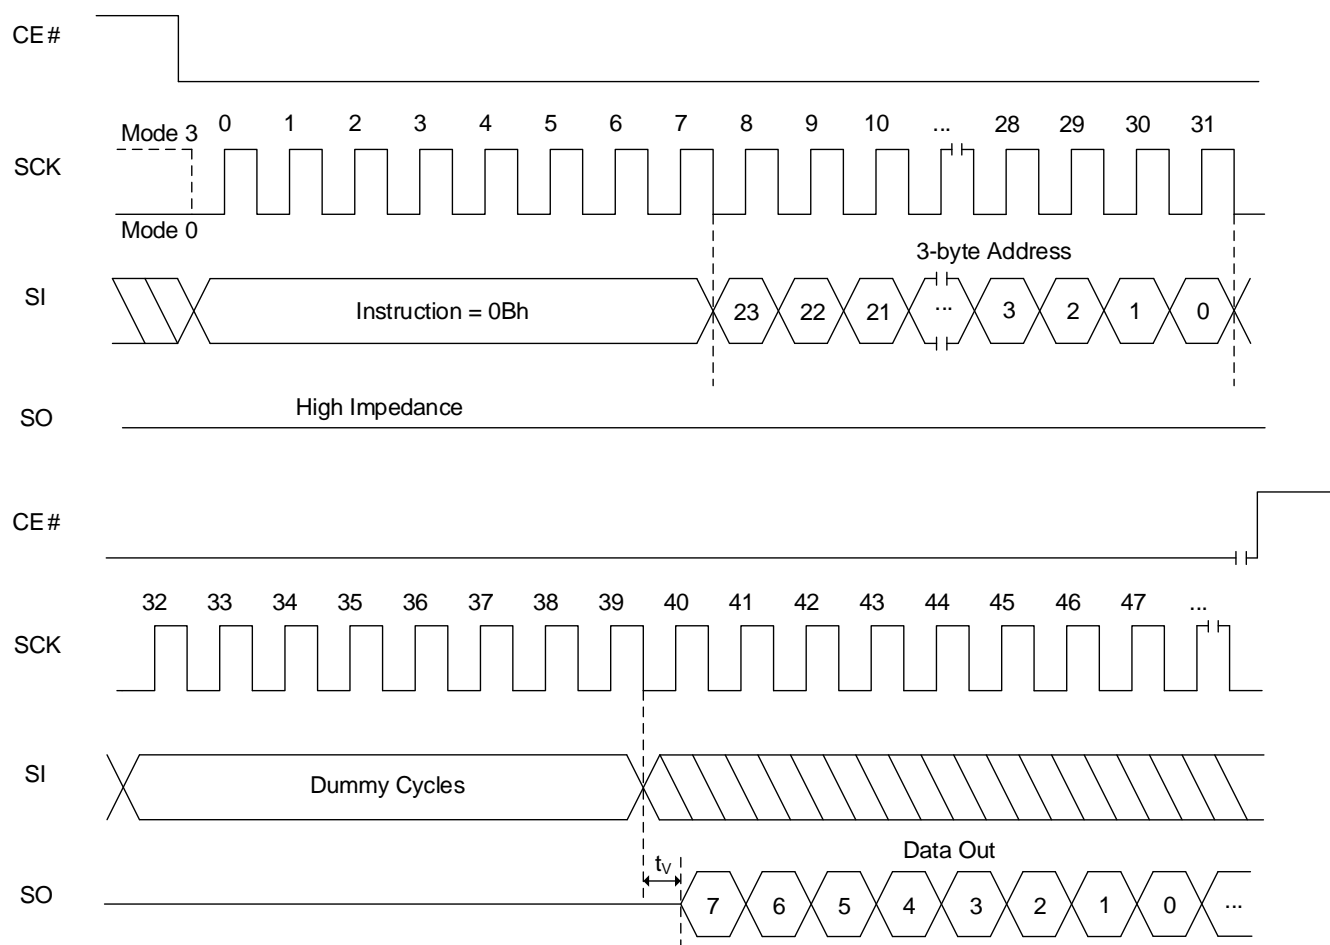 CE#
Mode 3 0 1 2 3 4 5 6 7 8 9 10 ... 28 29 30 31
SCK
Mode 0
3-byte Address
SI Instruction = 0Bh 23 22 21 ... 3 2 1 0
High Impedance
SO
CE#
32 33 34 35 36 37 38 39 40 41 42 43 44 45 46 47 ...
SCK
SI Dummy Cycles
Data Out
tV
SO 7 6 5 4 3 2 1 0 ...